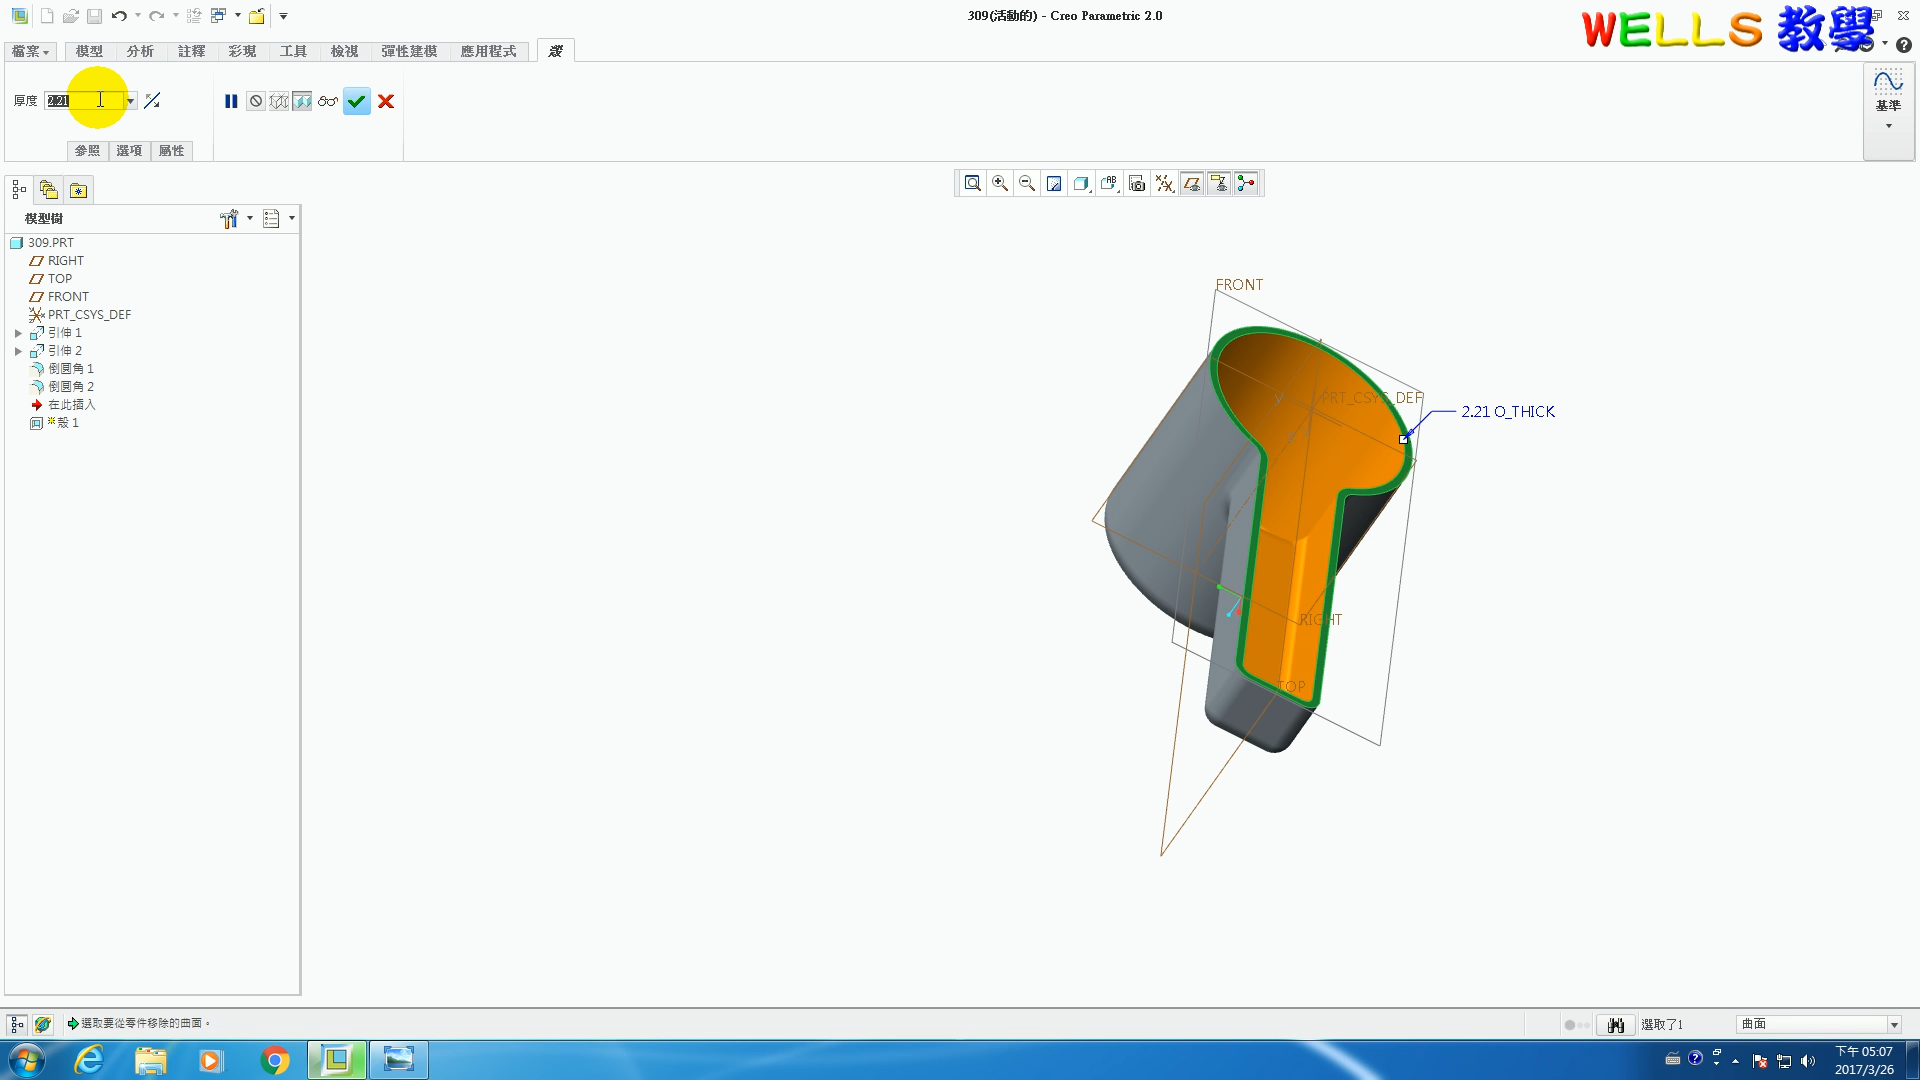 309(活動的) - Creo Parametric 2.0
WELLS 教學
檔案
模型
分析
註釋
彩現
工具
檢視
彈性建模
應用程式
殼
厚度
2.21
參照
選項
屬性
基準
模型樹
309.PRT
RIGHT
TOP
FRONT
PRT_CSYS_DEF
引伸 1
引伸 2
倒圓角 1
倒圓角 2
在此插入
殼 1
FRONT
PRT_CSYS_DEF
2.21 O_THICK
RIGHT
TOP
選取要從零件移除的曲面。
選取了1
曲面
下午 05:07
2017/3/26